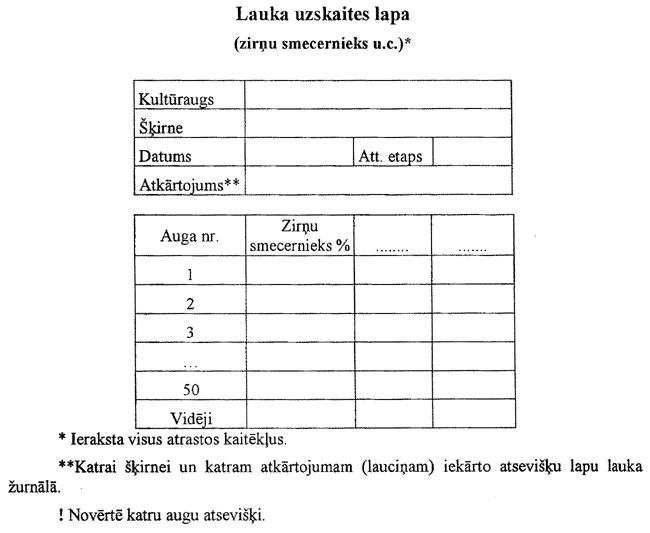 Lauka uzskaites lapa
(zirņu smecernieks u.c.)*
Kultūraugs
Šķirne
Datums Att. etaps
Atkārtojums**
Auga nr. Zirņu smecernieks % ........ .......
1
2
3
...
50
Vidēji
* Ieraksta visus atrastos kaitēkļus.
**Katrai šķirnei un katram atkārtojumam (lauciņam) iekārto atsevišķu lapu lauka
žurnālā.
! Novērtē katru augu atsevišķi.